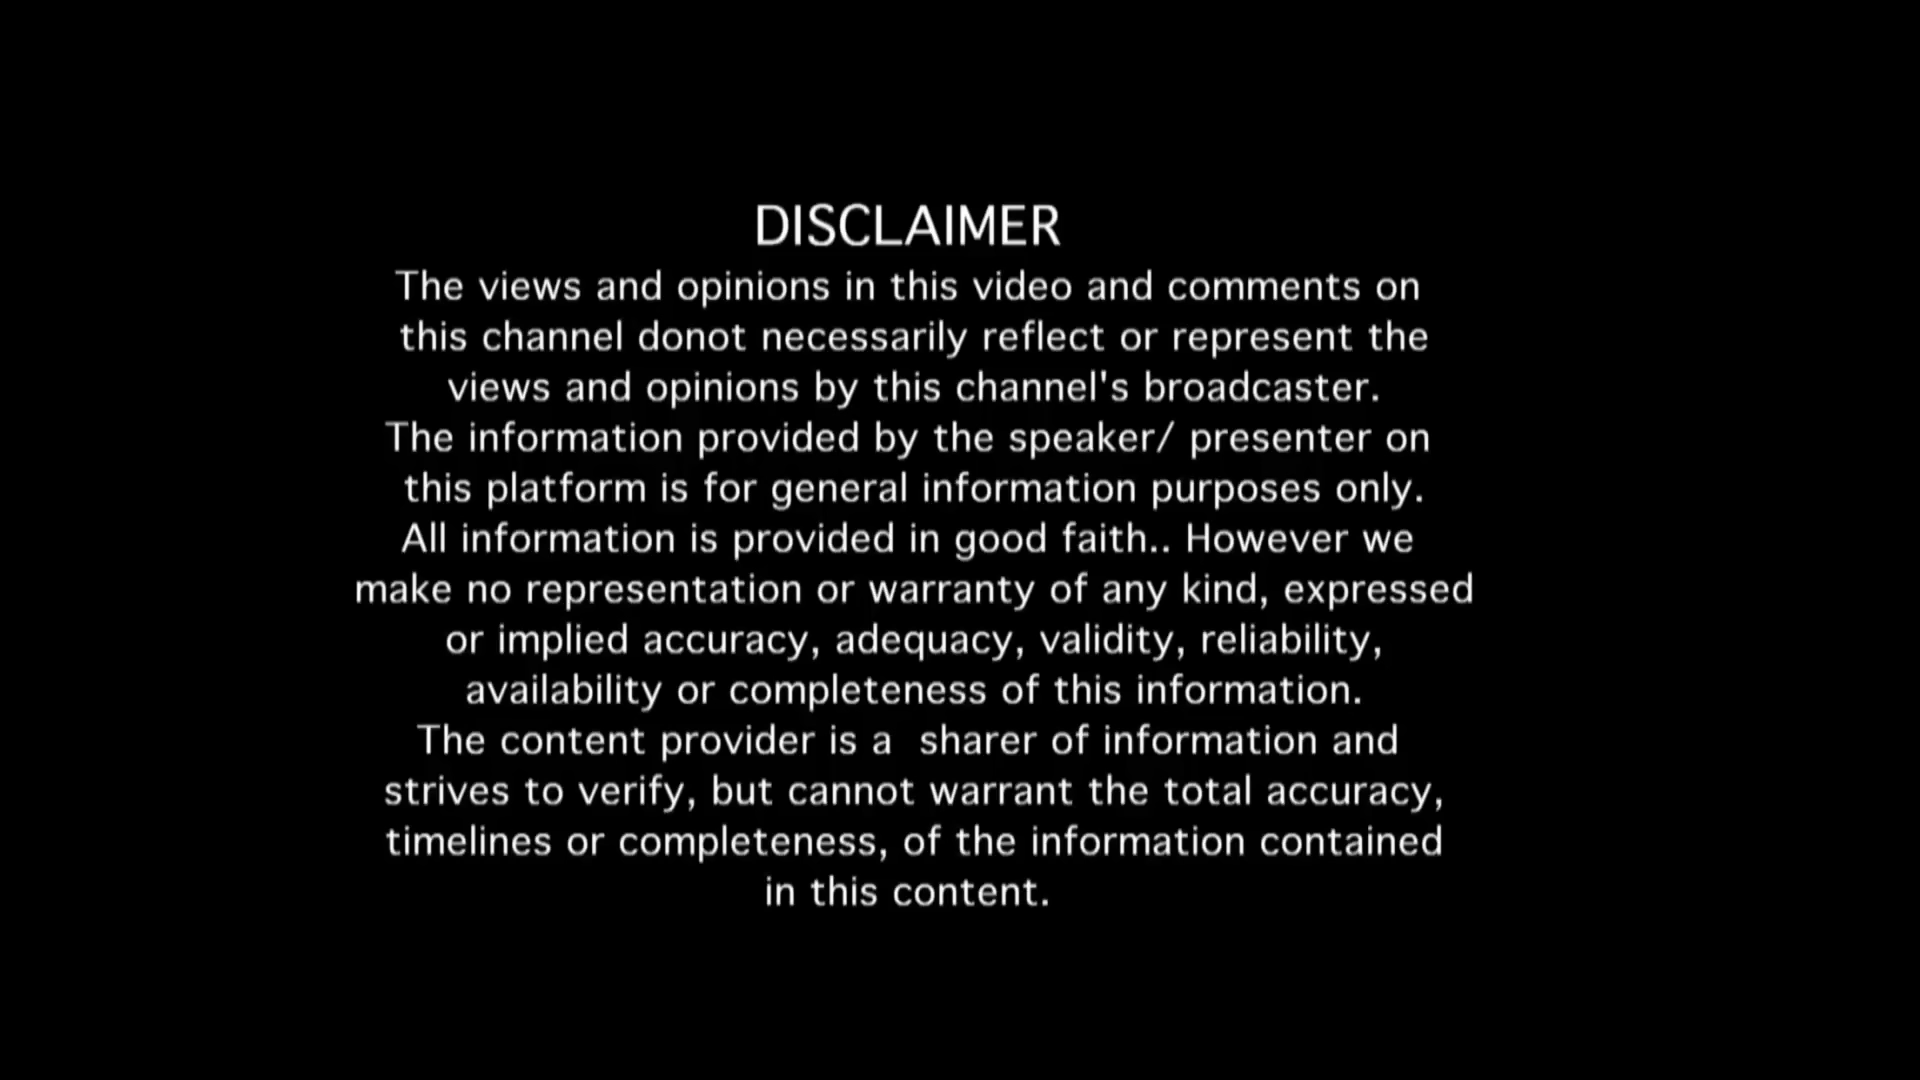 DISCLAIMER
The views and opinions in this video and comments on
this channel donot necessarily reflect or represent the
views and opinions by this channel's broadcaster.
The information provided by the speaker/ presenter on
this platform is for general information purposes only.
All information is provided in good faith.. However we
make no representation or warranty of any kind, expressed
or implied accuracy, adequacy, validity, reliability,
availability or completeness of this information.
The content provider is a  sharer of information and
strives to verify, but cannot warrant the total accuracy,
timelines or completeness, of the information contained
in this content.